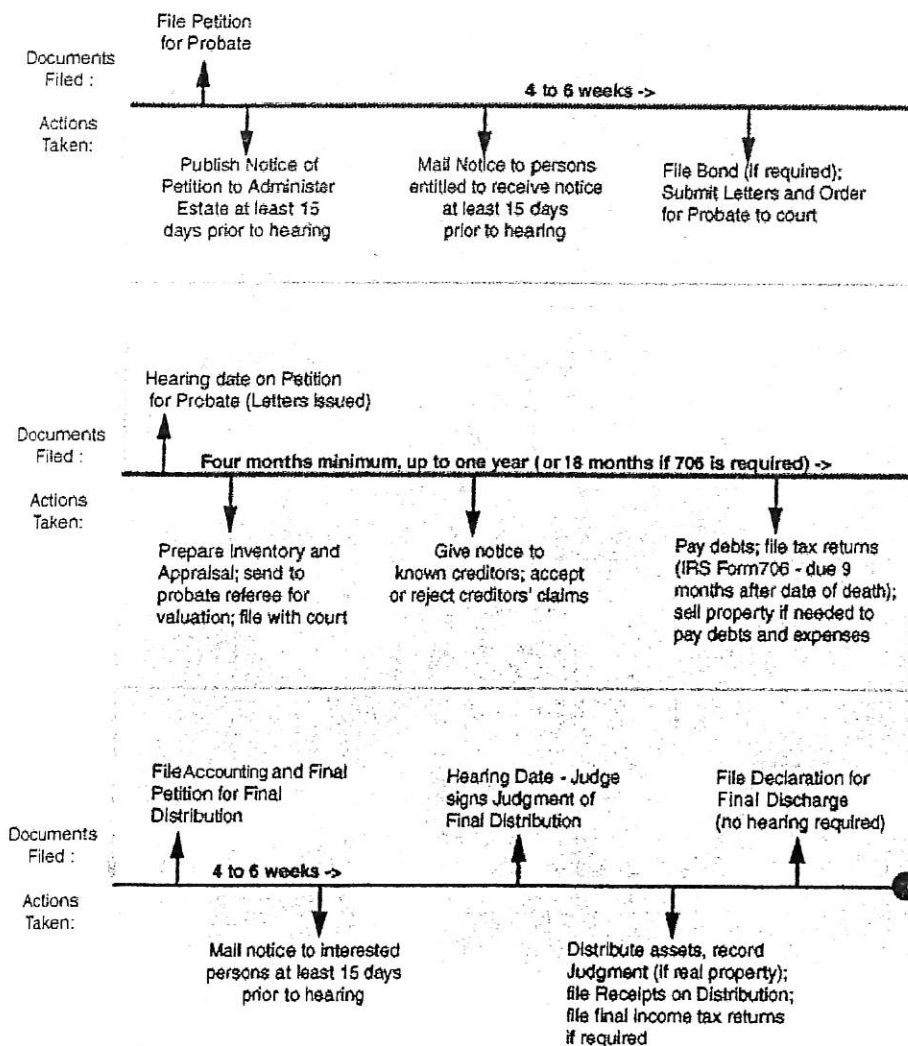 File Petition
for Probate
Documents
Filed :
4 to 6 weeks ->
Actions
Taken:
Publish Notice of
Petition to Administer
Estate at least 15
days prior to hearing
Mail Notice to persons
entitled to receive notice
at least 15 days
prior to hearing
File Bond (if required);
Submit Letters and Order
for Probate to court
Hearing date on Petition
for Probate (Letters issued)
Documents
Filed :
Four months minimum, up to one year (or 18 months if 706 is required) ->
Actions
Taken:
Prepare Inventory and
Appraisal; send to
probate referee for
valuation; file with court
Give notice to
known creditors; accept
or reject creditors' claims
Pay debts; file tax returns
(IRS Form706 - due 9
months after date of death);
sell property if needed to
pay debts and expenses
File Accounting and Final
Petition for Final
Distribution
Hearing Date - Judge
signs Judgment of
Final Distribution
File Declaration for
Final Discharge
(no hearing required)
Documents
Filed :
4 to 6 weeks ->
Actions
Taken:
Mail notice to interested
persons at least 15 days
prior to hearing
Distribute assets, record
Judgment (if real property);
file Receipts on Distribution;
file final income tax returns
if required